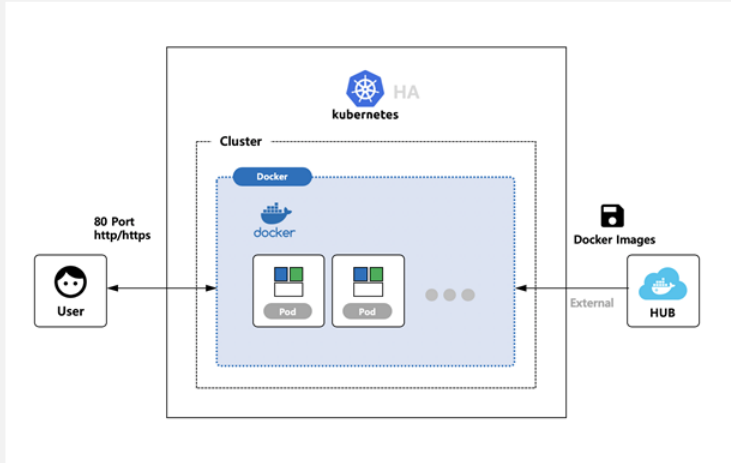 HA
kubernetes
Cluster
Docker
docker
80 Port
http/https
User
Pod
Pod
Docker Images
External
HUB